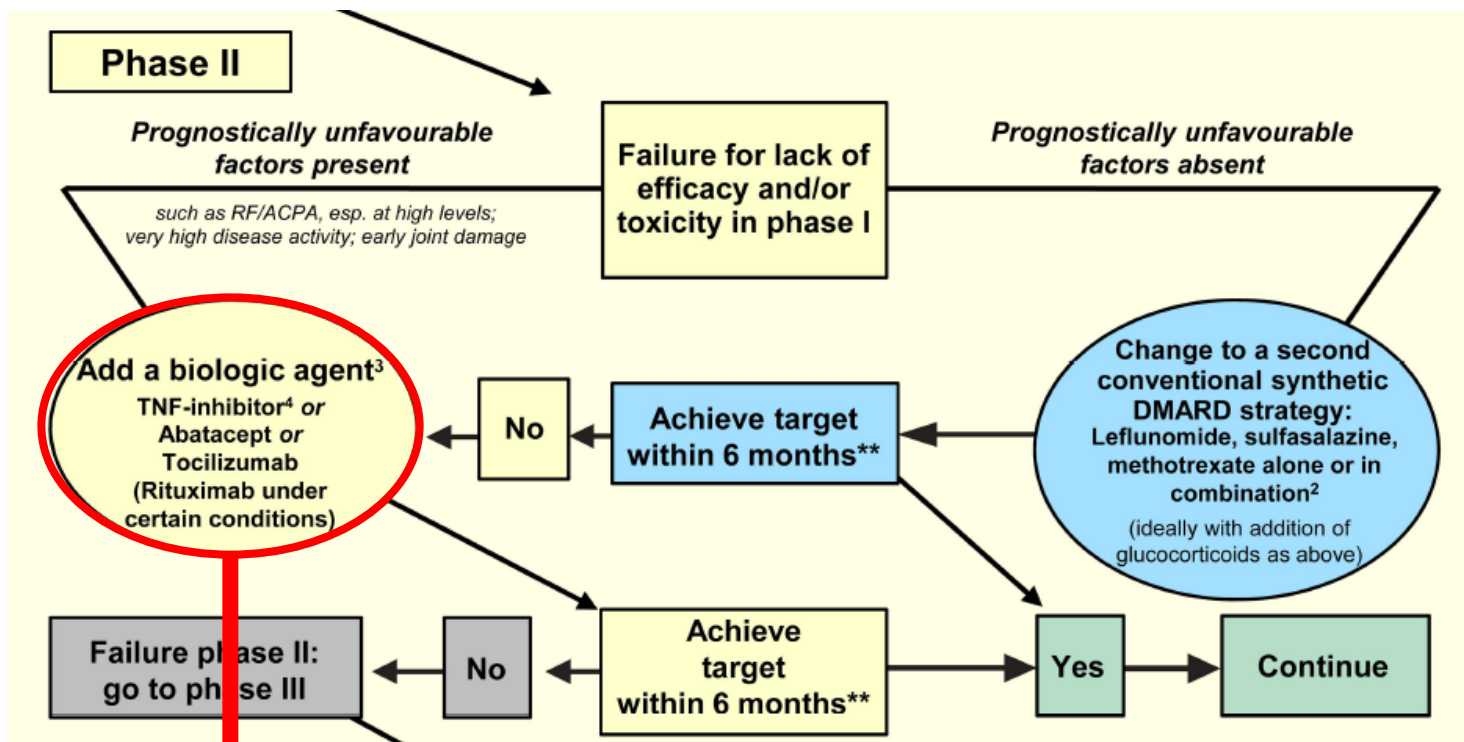 Phase II
Prognostically unfavourable
factors present
such as RF/ACPA, esp. at high levels;
very high disease activity; early joint damage
Failure for lack of
efficacy and/or
toxicity in phase I
Prognostically unfavourable
factors absent
Add a biologic agent³
TNF-inhibitor⁴ or
Abatacept or
Tocilizumab
(Rituximab under
certain conditions)
No
Achieve target
within 6 months**
Change to a second
conventional synthetic
DMARD strategy:
Leflunomide, sulfasalazine,
methotrexate alone or in
combination²
(ideally with addition of
glucocorticoids as above)
Failure phase II:
go to phase III
No
Achieve
target
within 6 months**
Yes
Continue